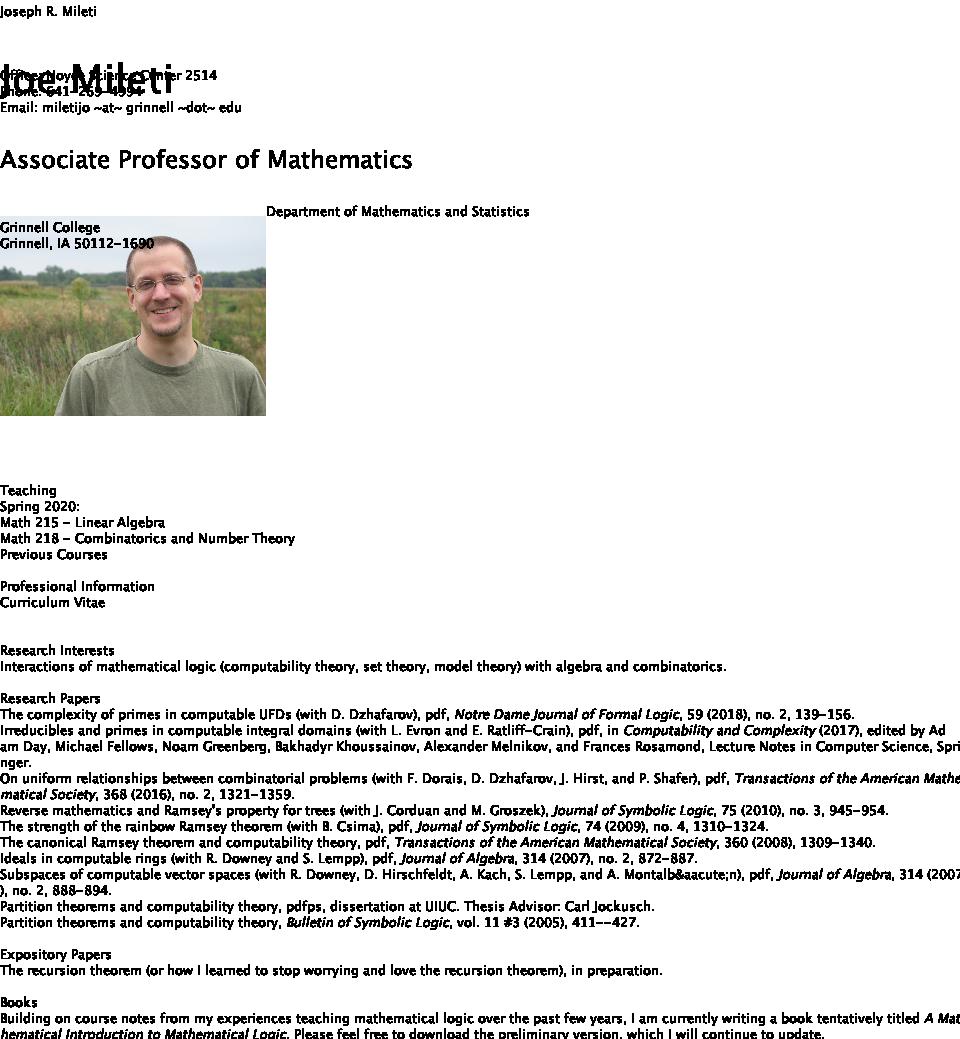 Joseph R. Mileti
Joe Mileti
Office: Noyce Science Center 2514
Phone: 641-269-4994
Email: miletijo ~at~ grinnell ~dot~ edu
Associate Professor of Mathematics
Department of Mathematics and Statistics
Grinnell College
Grinnell, IA 50112-1690
Teaching
Spring 2020:
Math 215 - Linear Algebra
Math 218 - Combinatorics and Number Theory
Previous Courses
Professional Information
Curriculum Vitae
Research Interests
Interactions of mathematical logic (computability theory, set theory, model theory) with algebra and combinatorics.
Research Papers
The complexity of primes in computable UFDs (with D. Dzhafarov), pdf, Notre Dame Journal of Formal Logic, 59 (2018), no. 2, 139-156.
Irreducibles and primes in computable integral domains (with L. Evron and E. Ratliff-Crain), pdf, in Computability and Complexity (2017), edited by Ad
am Day, Michael Fellows, Noam Greenberg, Bakhadyr Khoussainov, Alexander Melnikov, and Frances Rosamond, Lecture Notes in Computer Science, Spri
nger.
On uniform relationships between combinatorial problems (with F. Dorais, D. Dzhafarov, J. Hirst, and P. Shafer), pdf, Transactions of the American Mathe
matical Society, 368 (2016), no. 2, 1321-1359.
Reverse mathematics and Ramsey's property for trees (with J. Corduan and M. Groszek), Journal of Symbolic Logic, 75 (2010), no. 3, 945-954.
The strength of the rainbow Ramsey theorem (with B. Csima), pdf, Journal of Symbolic Logic, 74 (2009), no. 4, 1310-1324.
The canonical Ramsey theorem and computability theory, pdf, Transactions of the American Mathematical Society, 360 (2008), 1309-1340.
Ideals in computable rings (with R. Downey and S. Lempp), pdf, Journal of Algebra, 314 (2007), no. 2, 872-887.
Subspaces of computable vector spaces (with R. Downey, D. Hirschfeldt, A. Kach, S. Lempp, and A. Montalb&aacute;n), pdf, Journal of Algebra, 314 (2007
), no. 2, 888-894.
Partition theorems and computability theory, pdfps, dissertation at UIUC. Thesis Advisor: Carl Jockusch.
Partition theorems and computability theory, Bulletin of Symbolic Logic, vol. 11 #3 (2005), 411--427.
Expository Papers
The recursion theorem (or how I learned to stop worrying and love the recursion theorem), in preparation.
Books
Building on course notes from my experiences teaching mathematical logic over the past few years, I am currently writing a book tentatively titled A Mat
hematical Introduction to Mathematical Logic. Please feel free to download the preliminary version, which I will continue to update.